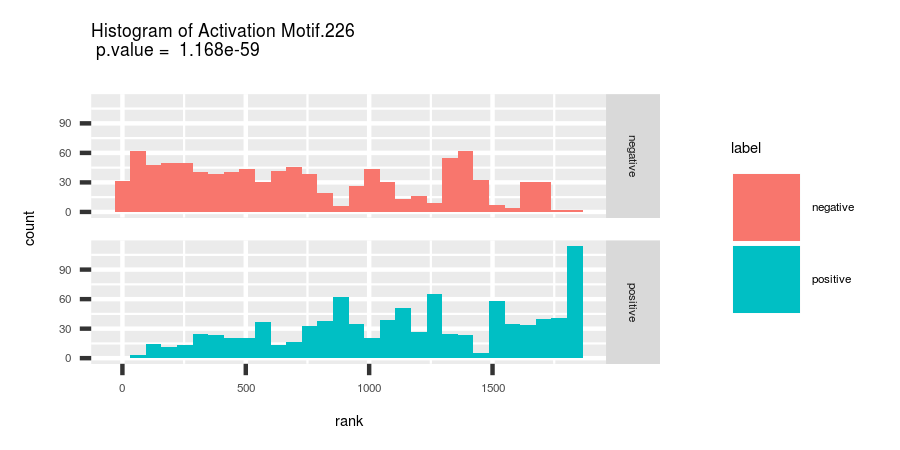 Histogram of Activation Motif.226
p.value =  1.168e-59
90
60
30
0
negative
count
90
60
30
0
positive
0
500
1000
1500
rank
label
negative
positive